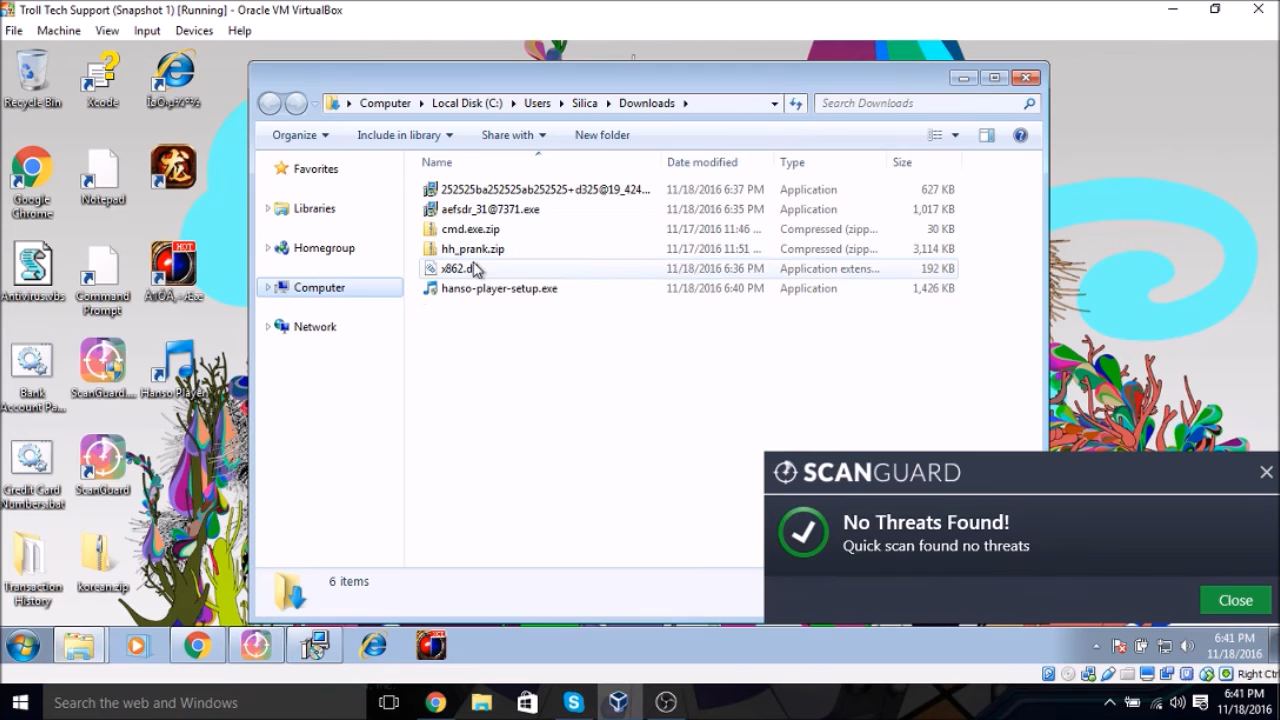 Troll Tech Support (Snapshot 1) [Running] - Oracle VM VirtualBox
File Machine View Input Devices Help
Recycle Bin
Xcode
Google Chrome
Notepad
Antivirus.vbs
Command Prompt
Bank Account Pa...
ScanGuard....
Hanso Player
Credit Card Numbers.bat
ScanGuard
Transaction History
korean.zip
HOT
Computer Local Disk (C:) Users Silica Downloads
Search Downloads
Organize Include in library Share with New folder
Favorites
Libraries
Homegroup
Computer
Network
Name Date modified Type Size
252525ba252525ab252525+d325@19_424... 11/18/2016 6:37 PM Application 627 KB
aefsdr_31@7371.exe 11/18/2016 6:35 PM Application 1,017 KB
cmd.exe.zip 11/17/2016 11:46 ... Compressed (zipp... 30 KB
hh_prank.zip 11/17/2016 11:51 ... Compressed (zipp... 3,114 KB
x862.d 11/18/2016 6:36 PM Application extens... 192 KB
hanso-player-setup.exe 11/18/2016 6:40 PM Application 1,426 KB
6 items
SCANGUARD
No Threats Found!
Quick scan found no threats
Close
6:41 PM
11/18/2016
Right Ctrl
Search the web and Windows
6:41 PM
11/18/2016